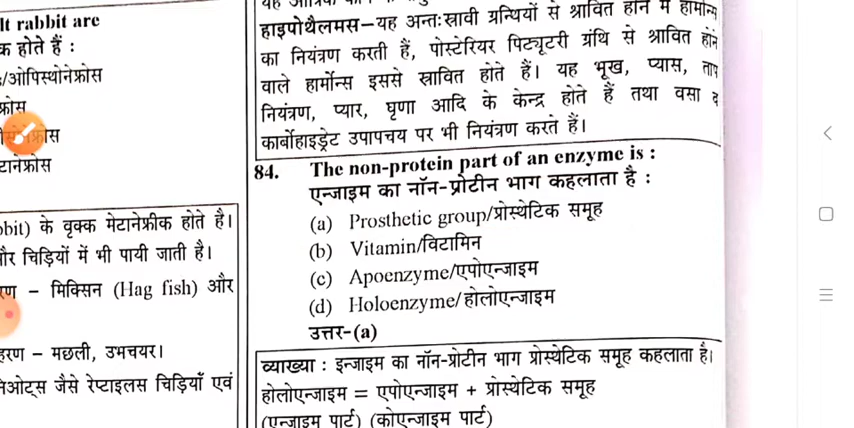 lt rabbit are
क होते हैं :
/ओपिस्थोनेफ्रोस
फ्रोस
टानेफ्रोस
bit) के वृक्क मेटानेफ्रीक होते है।
और चिड़ियों में भी पायी जाती है।
रण – मिक्सिन (Hag fish) और
हरण – मछली, उभयचर।
नेओट्स जैसे रेप्टाइलस चिड़ियाँ एवं
हाइपोथैलमस–यह अन्तःस्रावी ग्रन्थियों से श्रावित होने में हार्मोन्स
का नियंत्रण करती हैं, पोस्टेरियर पिट्यूटरी ग्रंथि से श्रावित होने
वाले हार्मोन्स इससे स्रावित होते हैं। यह भूख, प्यास, ताप
नियंत्रण, प्यार, घृणा आदि के केन्द्र होते हैं तथा वसा व
कार्बोहाइड्रेट उपापचय पर भी नियंत्रण करते हैं।
84. The non-protein part of an enzyme is :
एन्जाइम का नॉन-प्रोटीन भाग कहलाता है :
(a) Prosthetic group/प्रोस्थेटिक समूह
(b) Vitamin/विटामिन
(c) Apoenzyme/एपोएन्जाइम
(d) Holoenzyme/होलोएन्जाइम
उत्तर–(a)
व्याख्या : इन्जाइम का नॉन-प्रोटीन भाग प्रोस्थेटिक समूह कहलाता है।
होलोएन्जाइम = एपोएन्जाइम + प्रोस्थेटिक समूह
(एन्जाइम पार्ट) (कोएन्जाइम पार्ट)